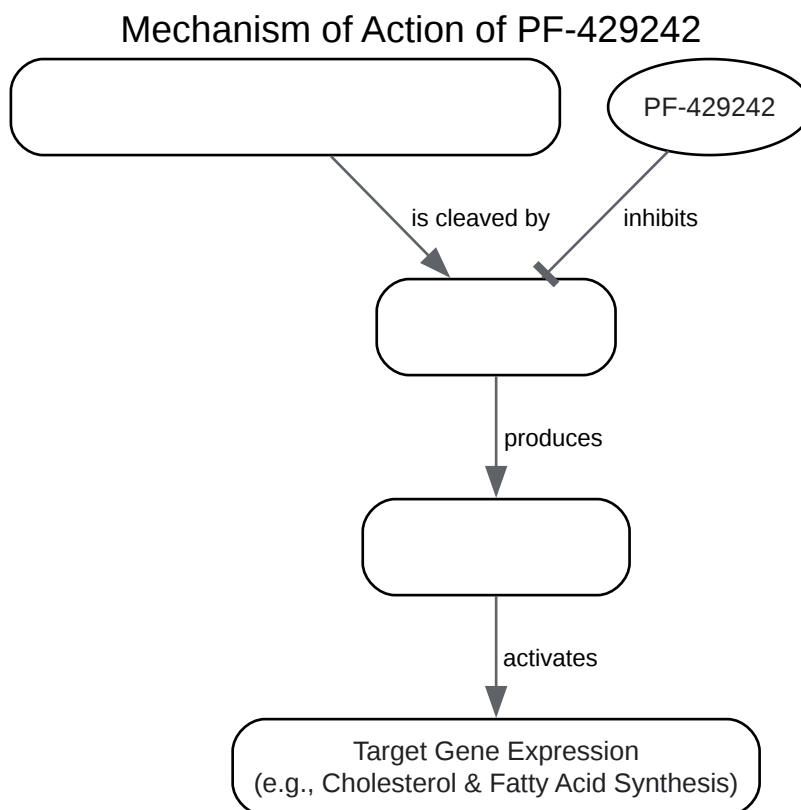 Mechanism of Action of PF-429242
PF-429242
is cleaved by
inhibits
produces
activates
Target Gene Expression
(e.g., Cholesterol & Fatty Acid Synthesis)